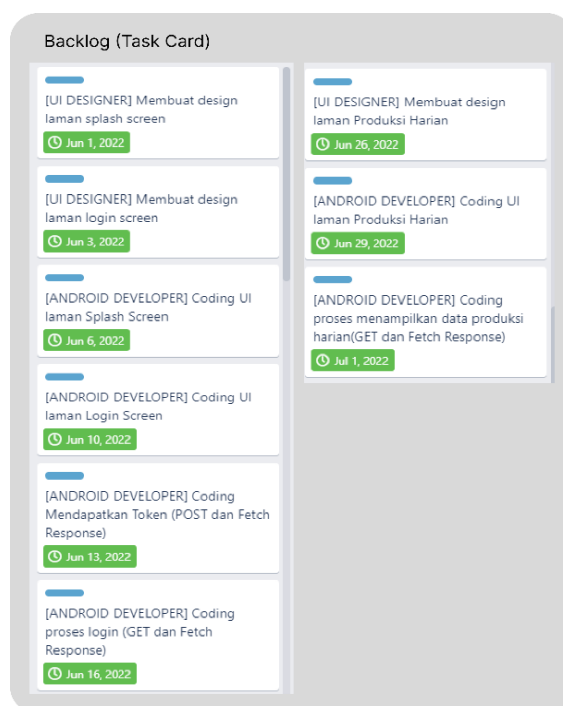 Backlog (Task Card)
[UI DESIGNER] Membuat design
laman splash screen
Jun 1, 2022
[UI DESIGNER] Membuat design
laman login screen
Jun 3, 2022
[ANDROID DEVELOPER] Coding UI
laman Splash Screen
Jun 6, 2022
[ANDROID DEVELOPER] Coding UI
laman Login Screen
Jun 10, 2022
[ANDROID DEVELOPER] Coding
Mendapatkan Token (POST dan Fetch
Response)
Jun 13, 2022
[ANDROID DEVELOPER] Coding
proses login (GET dan Fetch
Response)
Jun 16, 2022
[UI DESIGNER] Membuat design
laman Produksi Harian
Jun 26, 2022
[ANDROID DEVELOPER] Coding UI
laman Produksi Harian
Jun 29, 2022
[ANDROID DEVELOPER] Coding
proses menampilkan data produksi
harian(GET dan Fetch Response)
Jul 1, 2022